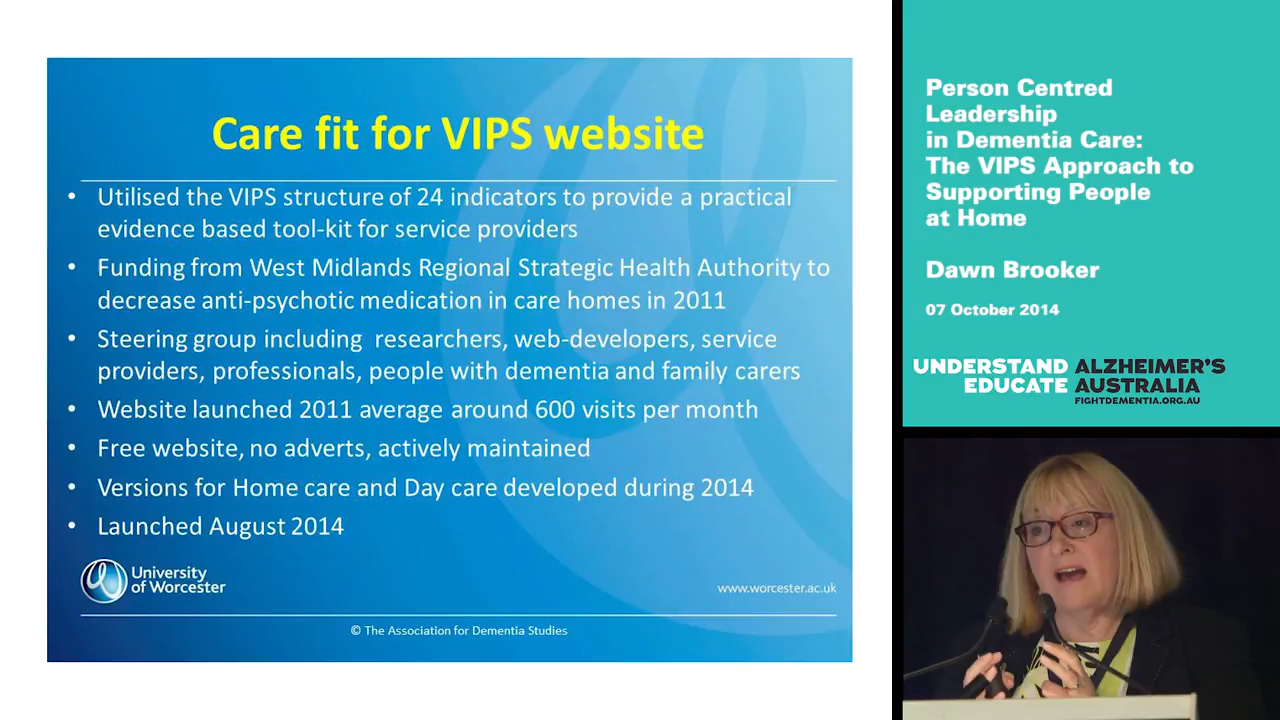 Care fit for VIPS website
• Utilised the VIPS structure of 24 indicators to provide a practical
evidence based tool-kit for service providers
• Funding from West Midlands Regional Strategic Health Authority to
decrease anti-psychotic medication in care homes in 2011
• Steering group including researchers, web-developers, service
providers, professionals, people with dementia and family carers
• Website launched 2011 average around 600 visits per month
• Free website, no adverts, actively maintained
• Versions for Home care and Day care developed during 2014
• Launched August 2014
University
of Worcester
www.worcester.ac.uk
© The Association for Dementia Studies
Person Centred
Leadership
in Dementia Care:
The VIPS Approach to
Supporting People
at Home
Dawn Brooker
07 October 2014
UNDERSTAND ALZHEIMER'S
EDUCATE AUSTRALIA
FIGHTDEMENTIA.ORG.AU